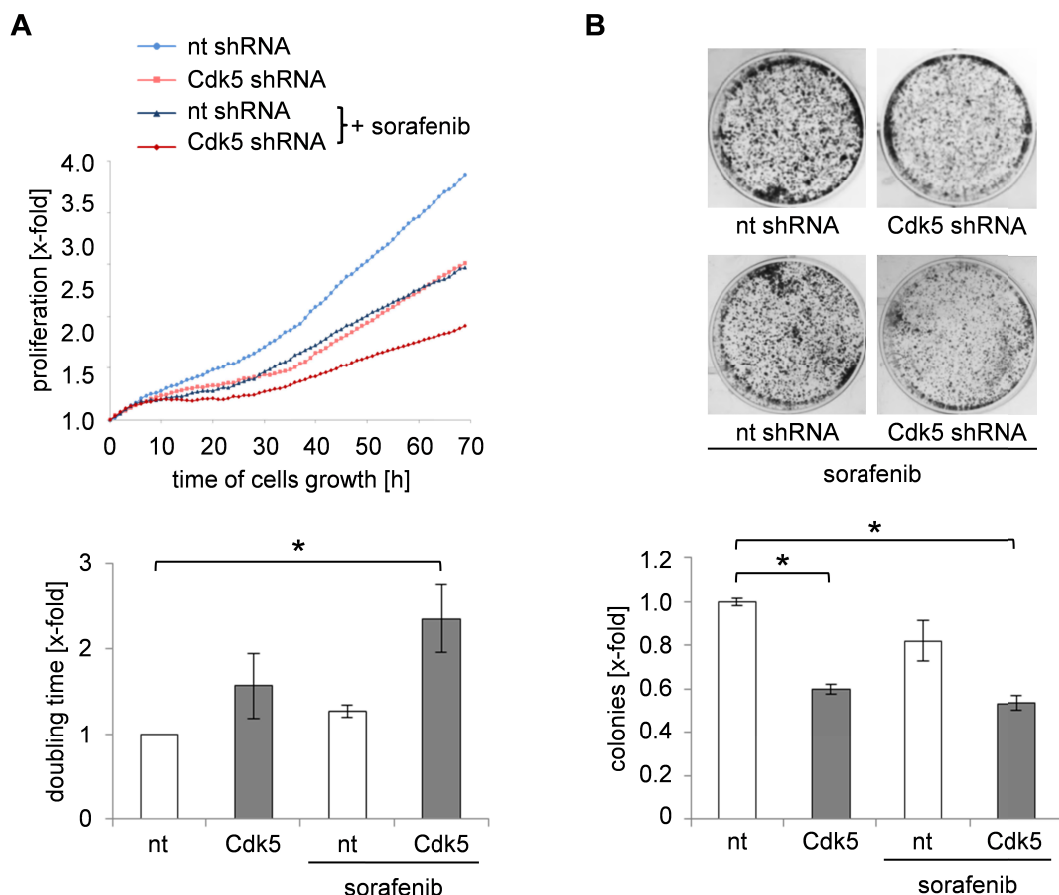 A
nt shRNA
Cdk5 shRNA
nt shRNA
Cdk5 shRNA
+ sorafenib
proliferation [x-fold]
4.0
3.5
3.0
2.5
2.0
1.5
1.0
0 10 20 30 40 50 60 70
time of cells growth [h]
*
doubling time [x-fold]
3
2
1
0
nt Cdk5 nt Cdk5
sorafenib
B
nt shRNA Cdk5 shRNA
nt shRNA Cdk5 shRNA
sorafenib
*
*
colonies [x-fold]
1.2
1.0
0.8
0.6
0.4
0.2
0
nt Cdk5 nt Cdk5
sorafenib